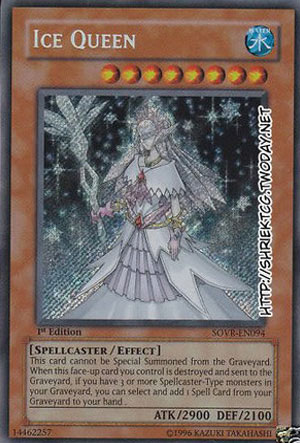 ICE QUEEN
WATER
水
HTTP://SHRIEKTCG.TWODAY.NET
1st Edition
SOVR-EN094
[SPELLCASTER / EFFECT]
This card cannot be Special Summoned from the Graveyard.
When this face-up card you control is destroyed and sent to
the Graveyard, if you have 3 or more Spellcaster-Type monsters in
your Graveyard, you can select and add 1 Spell Card from your
Graveyard to your hand.
ATK/2900 DEF/2100
14462257
©1996 KAZUKI TAKAHASHI